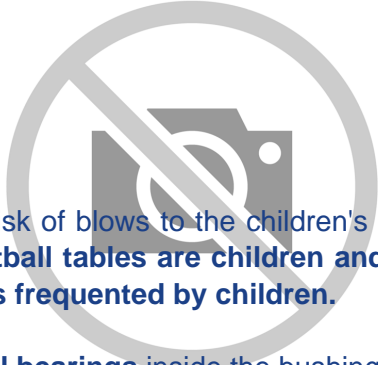 sk of blows to the children's
tball tables are children and
s frequented by children.
l bearings inside the bushing